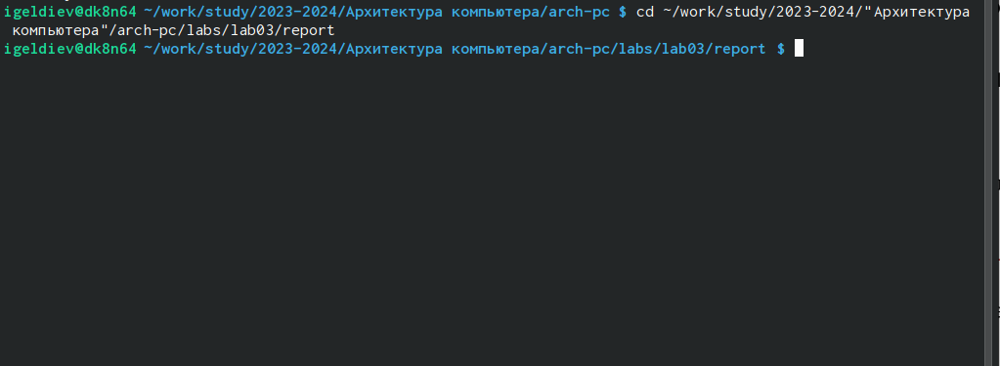 igeldiev@dk8n64 ~/work/study/2023-2024/Архитектура компьютера/arch-pc $ cd ~/work/study/2023-2024/"Архитектура
компьютера"/arch-pc/labs/lab03/report
igeldiev@dk8n64 ~/work/study/2023-2024/Архитектура компьютера/arch-pc/labs/lab03/report $